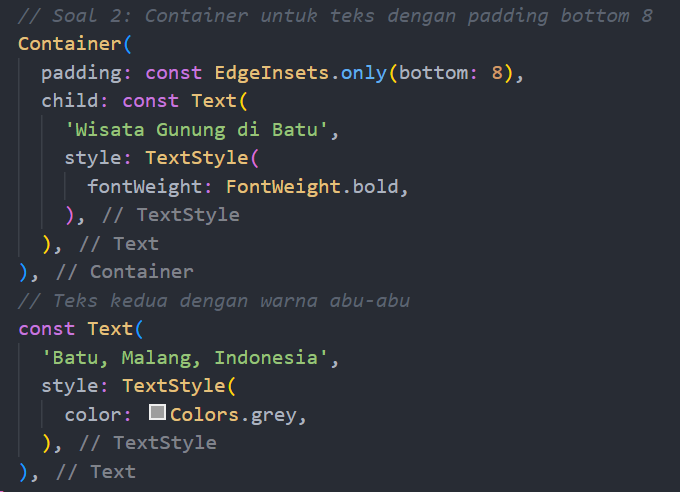 // Soal 2: Container untuk teks dengan padding bottom 8
Container(
  padding: const EdgeInsets.only(bottom: 8),
  child: const Text(
    'Wisata Gunung di Batu',
    style: TextStyle(
      fontWeight: FontWeight.bold,
    ), // TextStyle
  ), // Text
), // Container
// Teks kedua dengan warna abu-abu
const Text(
  'Batu, Malang, Indonesia',
  style: TextStyle(
    color: Colors.grey,
  ), // TextStyle
), // Text